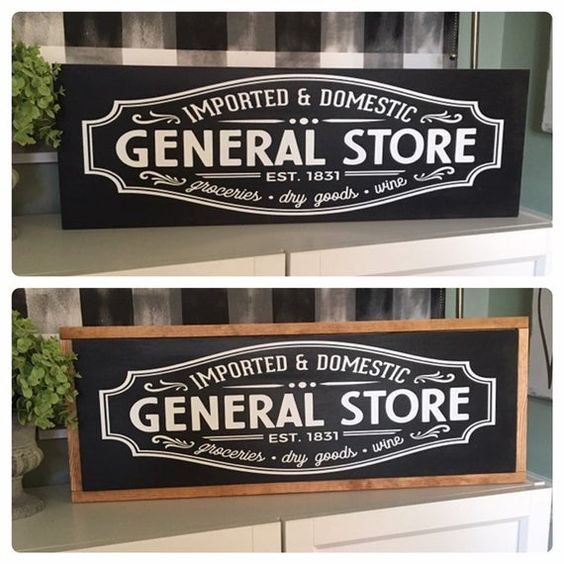 IMPORTED & DOMESTIC
GENERAL STORE
EST. 1831
groceries • dry goods • wine
IMPORTED & DOMESTIC
GENERAL STORE
EST. 1831
groceries • dry goods • wine